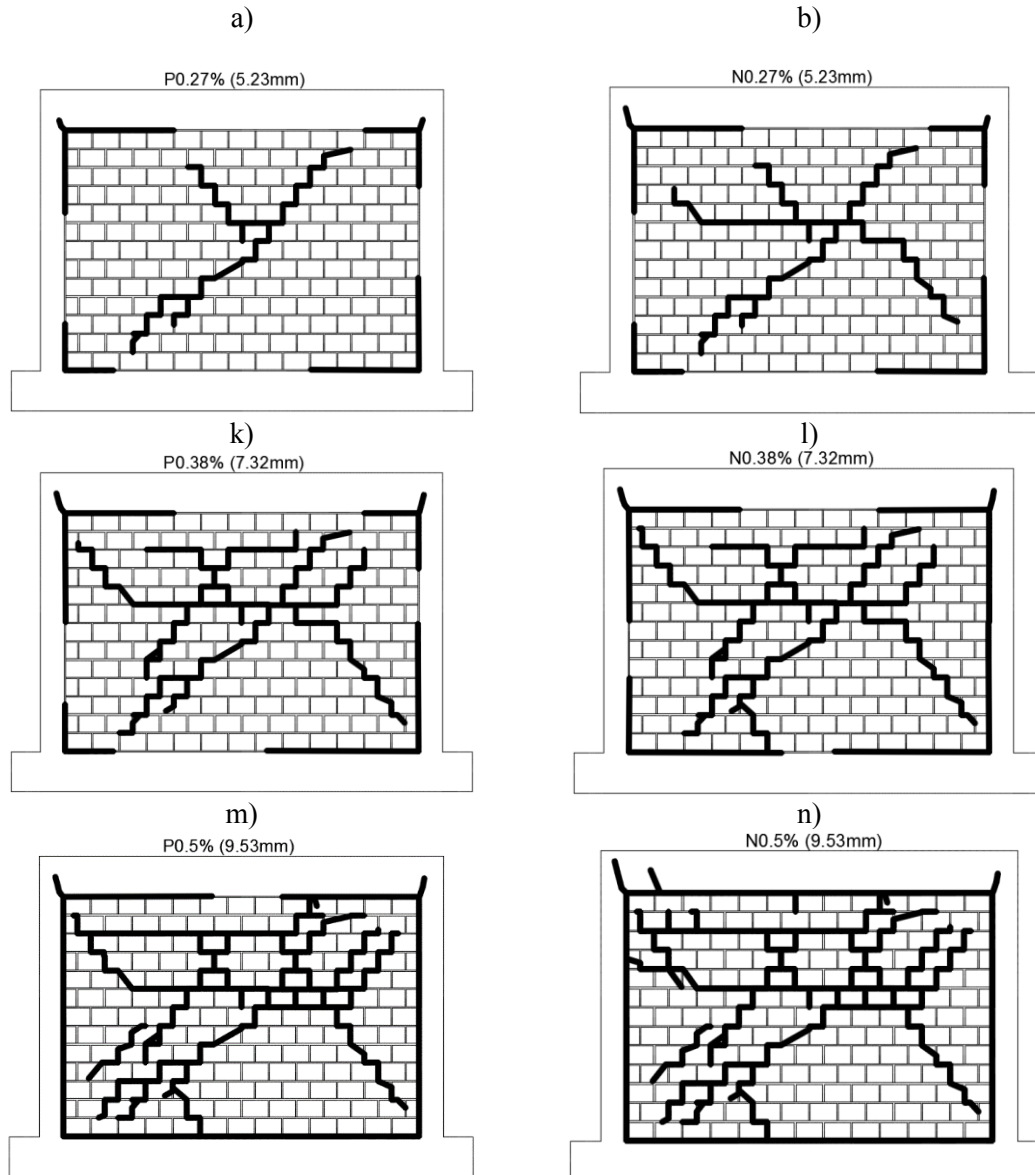 a) b)
P0.27% (5.23mm) N0.27% (5.23mm)
k) l)
P0.38% (7.32mm) N0.38% (7.32mm)
m) n)
P0.5% (9.53mm) N0.5% (9.53mm)